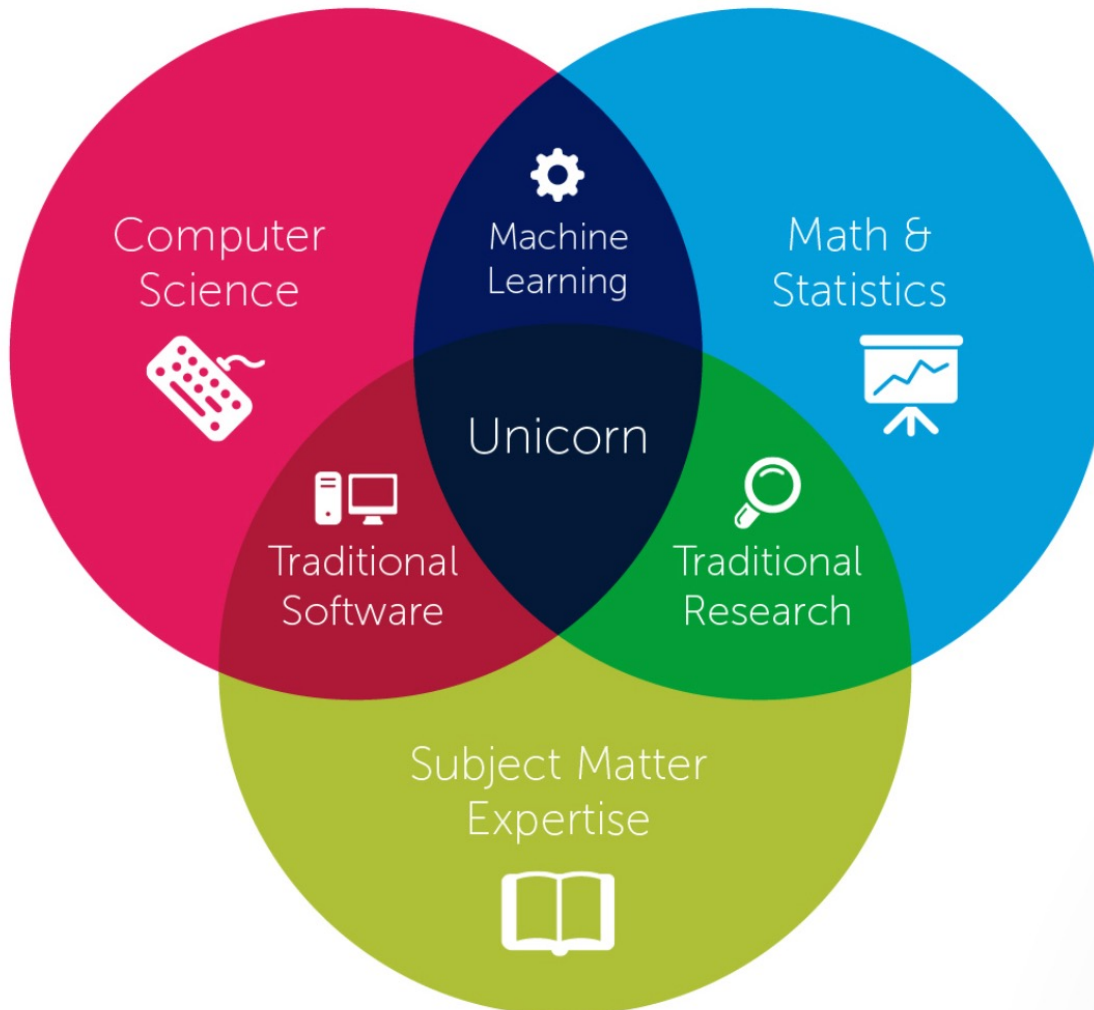 Computer
Science
Machine
Learning
Math &
Statistics
Unicorn
Traditional
Software
Traditional
Research
Subject Matter
Expertise